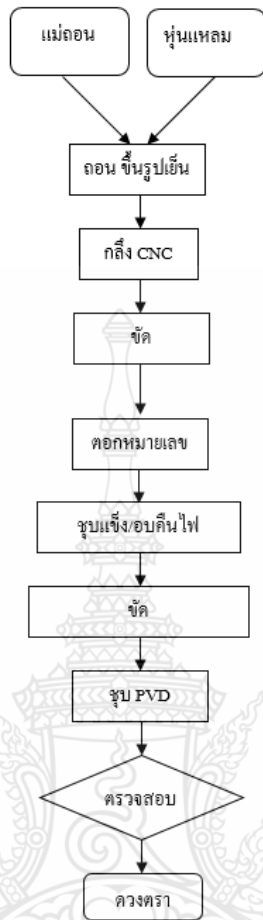 แม่ถอน
หุ่นแหลม
ถอน ขึ้นรูปเย็น
กลึง CNC
ขัด
ตอกหมายเลข
ชุบแข็ง/อบคืนไฟ
ขัด
ชุบ PVD
ตรวจสอบ
ดวงตรา